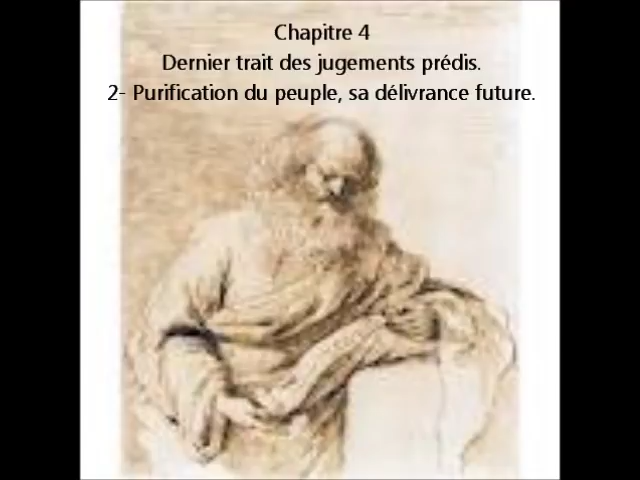 Chapitre 4
Dernier trait des jugements prédis.
2- Purification du peuple, sa délivrance future.